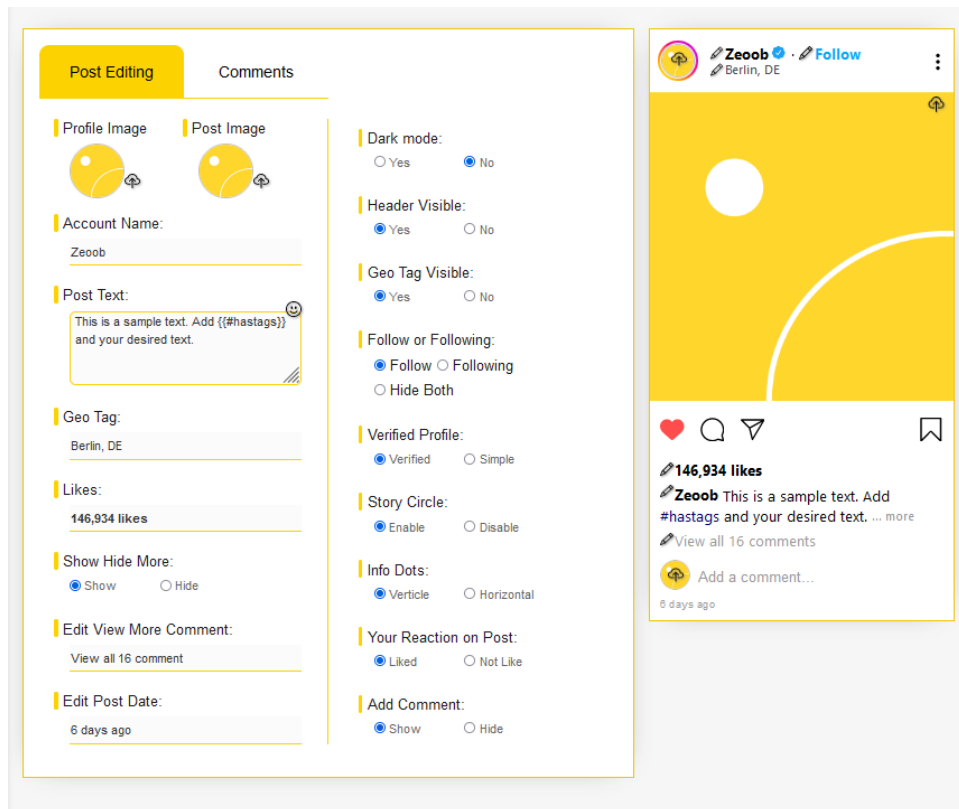 Post Editing
Comments
Profile Image
Post Image
Account Name:
Zeoob
Post Text:
This is a sample text. Add {{#hastags}}
and your desired text.
Geo Tag:
Berlin, DE
Likes:
146,934 likes
Show Hide More:
Show Hide
Edit View More Comment:
View all 16 comment
Edit Post Date:
6 days ago
Dark mode:
Yes No
Header Visible:
Yes No
Geo Tag Visible:
Yes No
Follow or Following:
Follow Following
Hide Both
Verified Profile:
Verified Simple
Story Circle:
Enable Disable
Info Dots:
Verticle Horizontal
Your Reaction on Post:
Liked Not Like
Add Comment:
Show Hide
Zeoob · Follow
Berlin, DE
146,934 likes
Zeoob This is a sample text. Add
#hastags and your desired text. ... more
View all 16 comments
Add a comment...
6 days ago